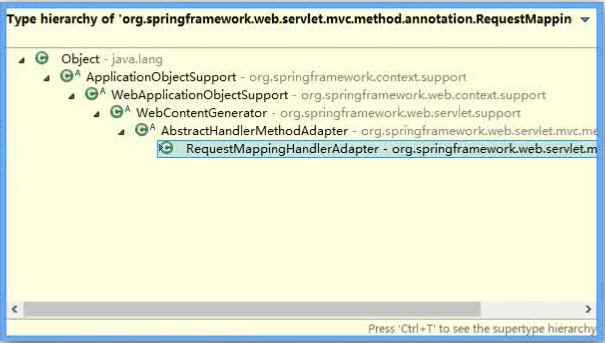 Type hierarchy of 'org.springframework.web.servlet.mvc.method.annotation.RequestMappin
Object - java.lang
ApplicationObjectSupport - org.springframework.context.support
WebApplicationObjectSupport - org.springframework.web.context.support
WebContentGenerator - org.springframework.web.servlet.support
AbstractHandlerMethodAdapter - org.springframework.web.servlet.mvc.me
RequestMappingHandlerAdapter - org.springframework.web.servlet.m
Press 'Ctrl+T' to see the supertype hierarchy